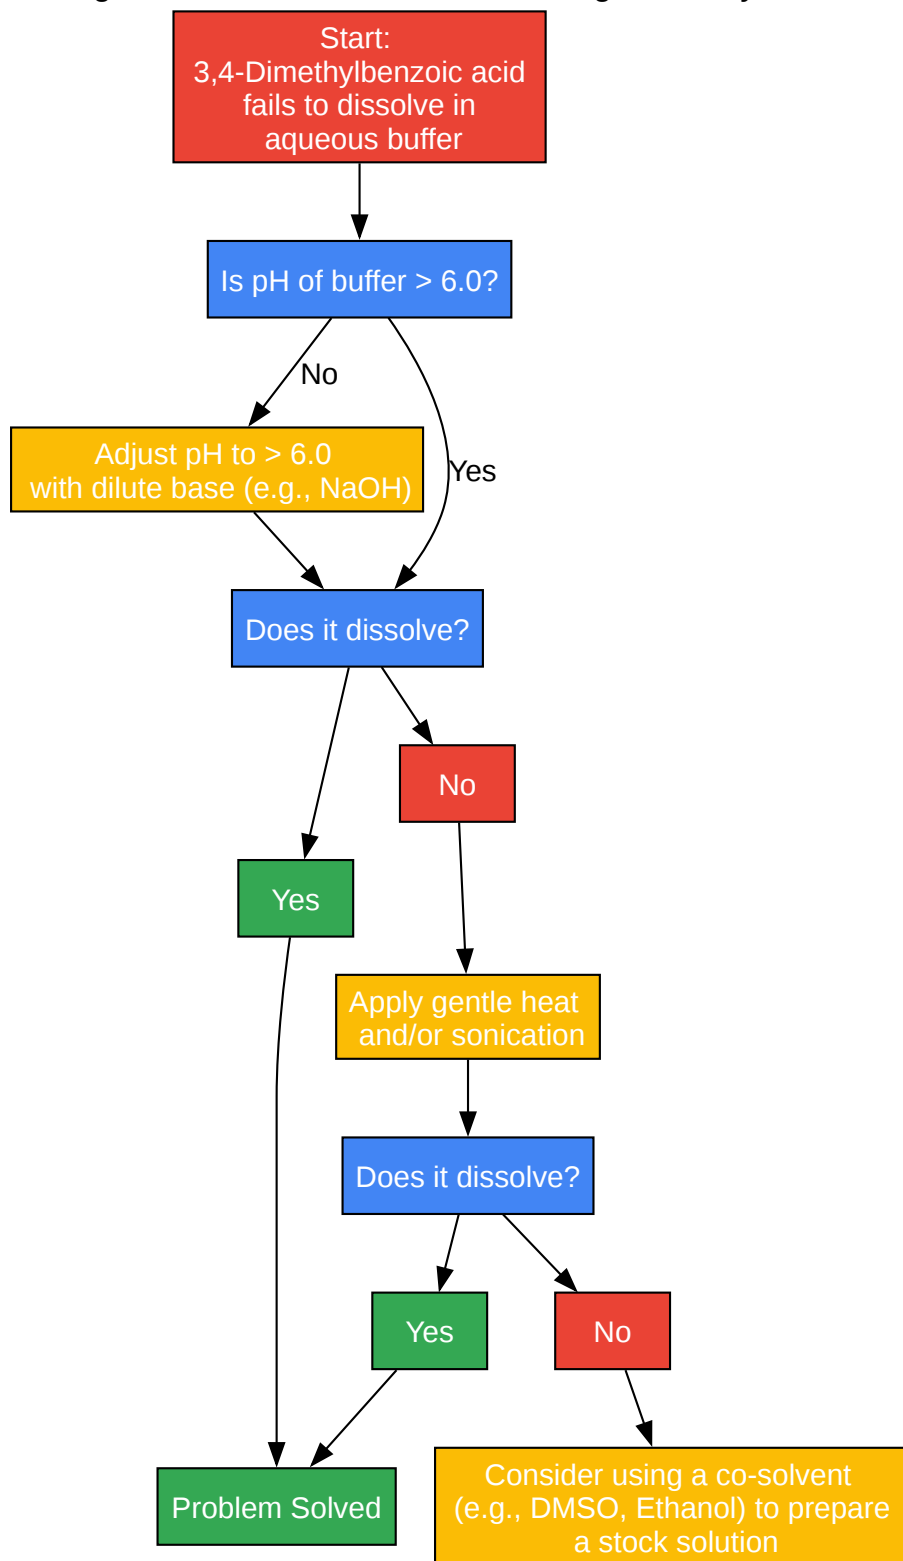 Start:
3,4-Dimethylbenzoic acid
fails to dissolve in
aqueous buffer
Is pH of buffer > 6.0?
No
Adjust pH to > 6.0
with dilute base (e.g., NaOH)
Yes
Does it dissolve?
No
Yes
Apply gentle heat
and/or sonication
Does it dissolve?
Yes
No
Problem Solved
Consider using a co-solvent
(e.g., DMSO, Ethanol) to prepare
a stock solution